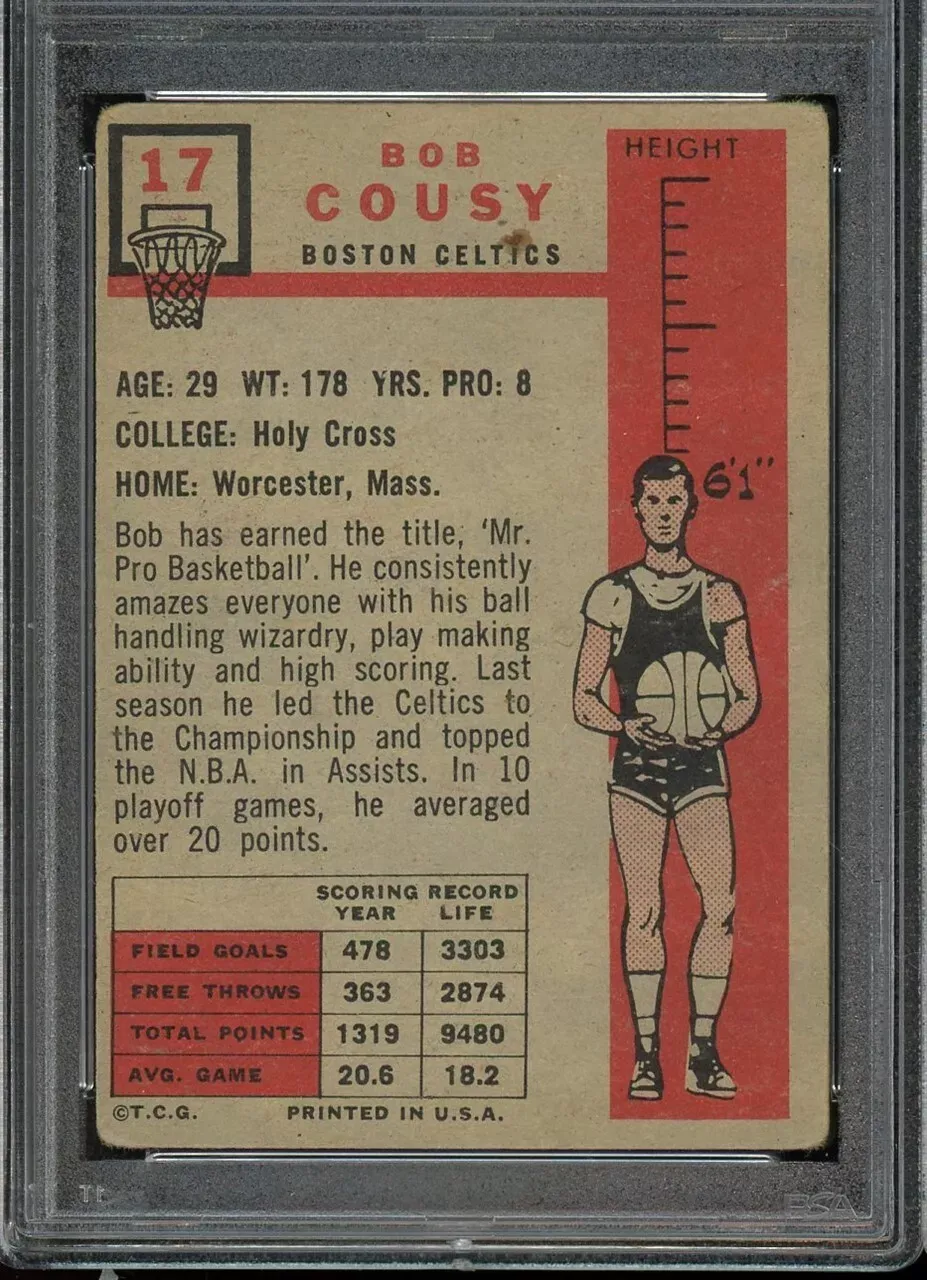 17
BOB
COUSY
BOSTON CELTICS
HEIGHT
6'1"
AGE: 29 WT: 178 YRS. PRO: 8
COLLEGE: Holy Cross
HOME: Worcester, Mass.
Bob has earned the title, ‘Mr.
Pro Basketball’. He consistently
amazes everyone with his ball
handling wizardry, play making
ability and high scoring. Last
season he led the Celtics to
the Championship and topped
the N.B.A. in Assists. In 10
playoff games, he averaged
over 20 points.
SCORING RECORD
YEAR LIFE
FIELD GOALS 478 3303
FREE THROWS 363 2874
TOTAL POINTS 1319 9480
AVG. GAME 20.6 18.2
©T.C.G. PRINTED IN U.S.A.
PSA